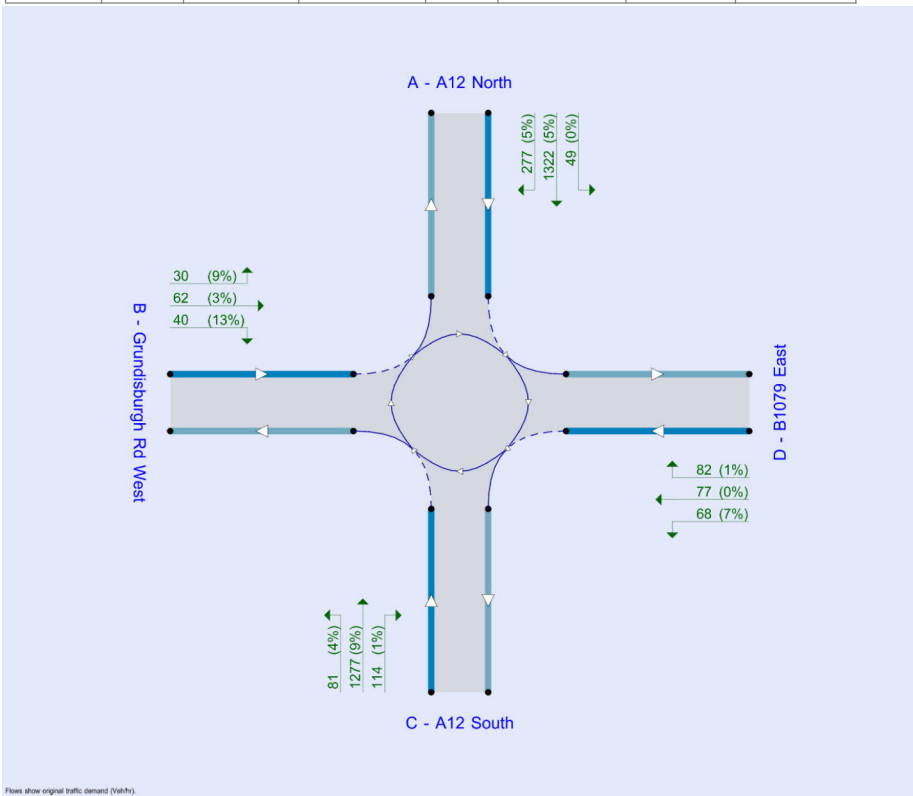 A - A12 North
277 (5%)
1322 (5%)
49 (0%)
30 (9%)
62 (3%)
40 (13%)
B - Grundisburgh Rd West
D - B1079 East
82 (1%)
77 (0%)
68 (7%)
81 (4%)
1277 (9%)
114 (1%)
C - A12 South
Flows show original traffic demand (Veh/hr).